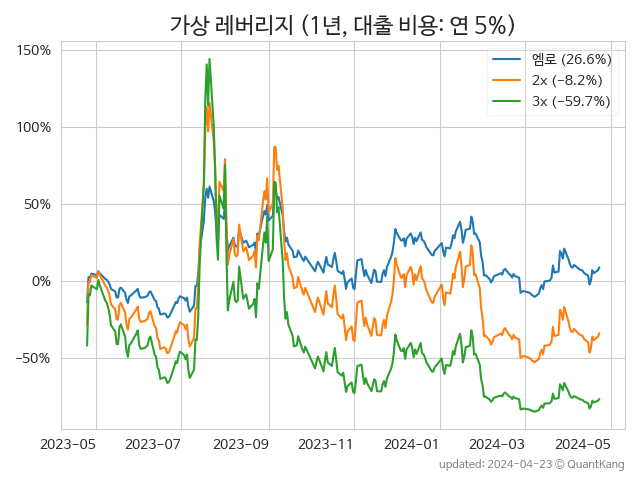 가상 레버리지 (1년, 대출 비용: 연 5%)
150%
100%
50%
0%
−50%
엠로 (26.6%)
2x (−8.2%)
3x (−59.7%)
2023-05
2023-07
2023-09
2023-11
2024-01
2024-03
2024-05
updated: 2024-04-23 © QuantKang